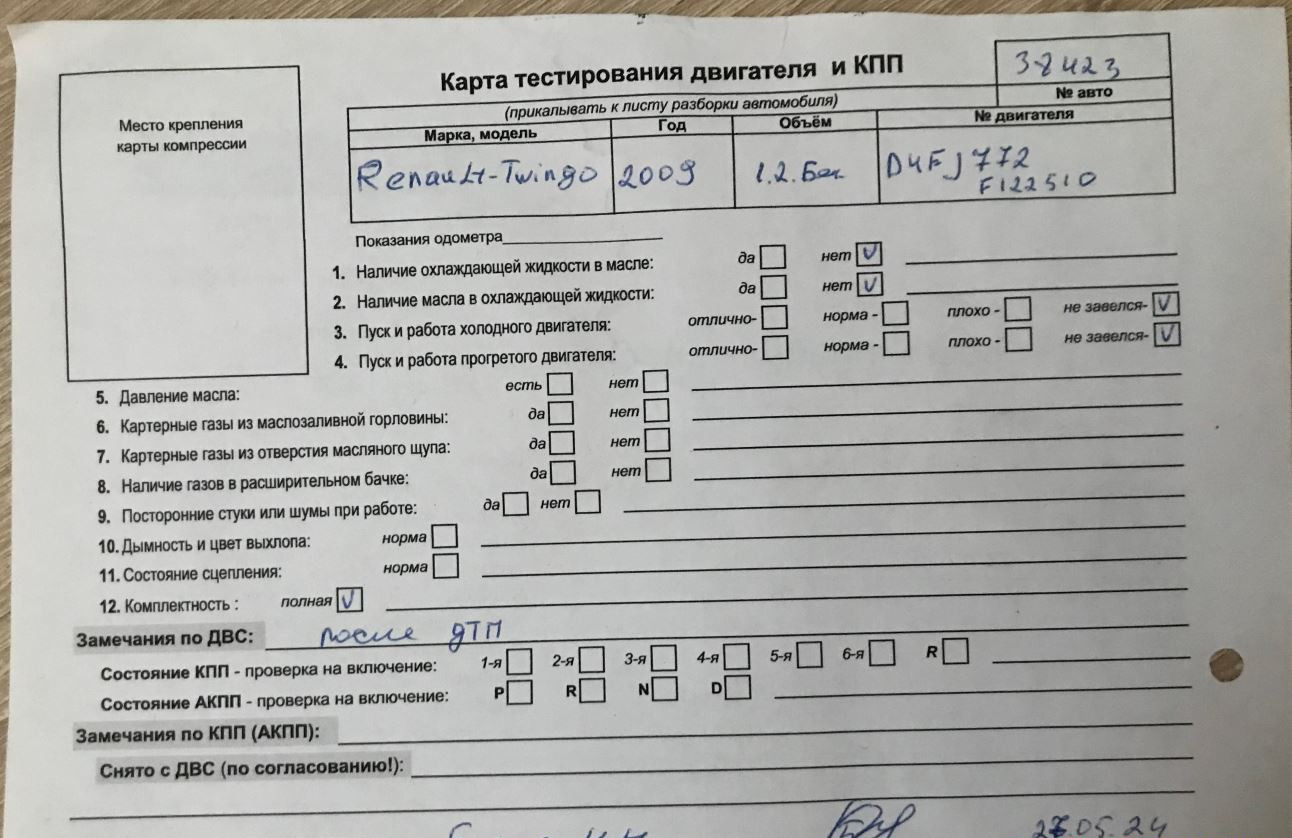 Место крепления
карты компрессии
Карта тестирования двигателя и КПП
38423
№ авто
(прикалывать к листу разборки автомобиля)
Марка, модель Год Объём № двигателя
Renault-Twingo 2009 1.2. Бен D4FJ772
F122510
Показания одометра
1. Наличие охлаждающей жидкости в масле: да нет V
2. Наличие масла в охлаждающей жидкости: да нет V
3. Пуск и работа холодного двигателя: отлично- норма - плохо - не завелся- V
4. Пуск и работа прогретого двигателя: отлично- норма - плохо - не завелся- V
5. Давление масла: есть нет
6. Картерные газы из маслозаливной горловины: да нет
7. Картерные газы из отверстия масляного щупа: да нет
8. Наличие газов в расширительном бачке: да нет
9. Посторонние стуки или шумы при работе: да нет
10. Дымность и цвет выхлопа: норма
11. Состояние сцепления: норма
12. Комплектность : полная V
Замечания по ДВС: после ДТП
Состояние КПП - проверка на включение: 1-я 2-я 3-я 4-я 5-я 6-я R
Состояние АКПП - проверка на включение: P R N D
Замечания по КПП (АКПП):
Снято с ДВС (по согласованию!):
.05.24